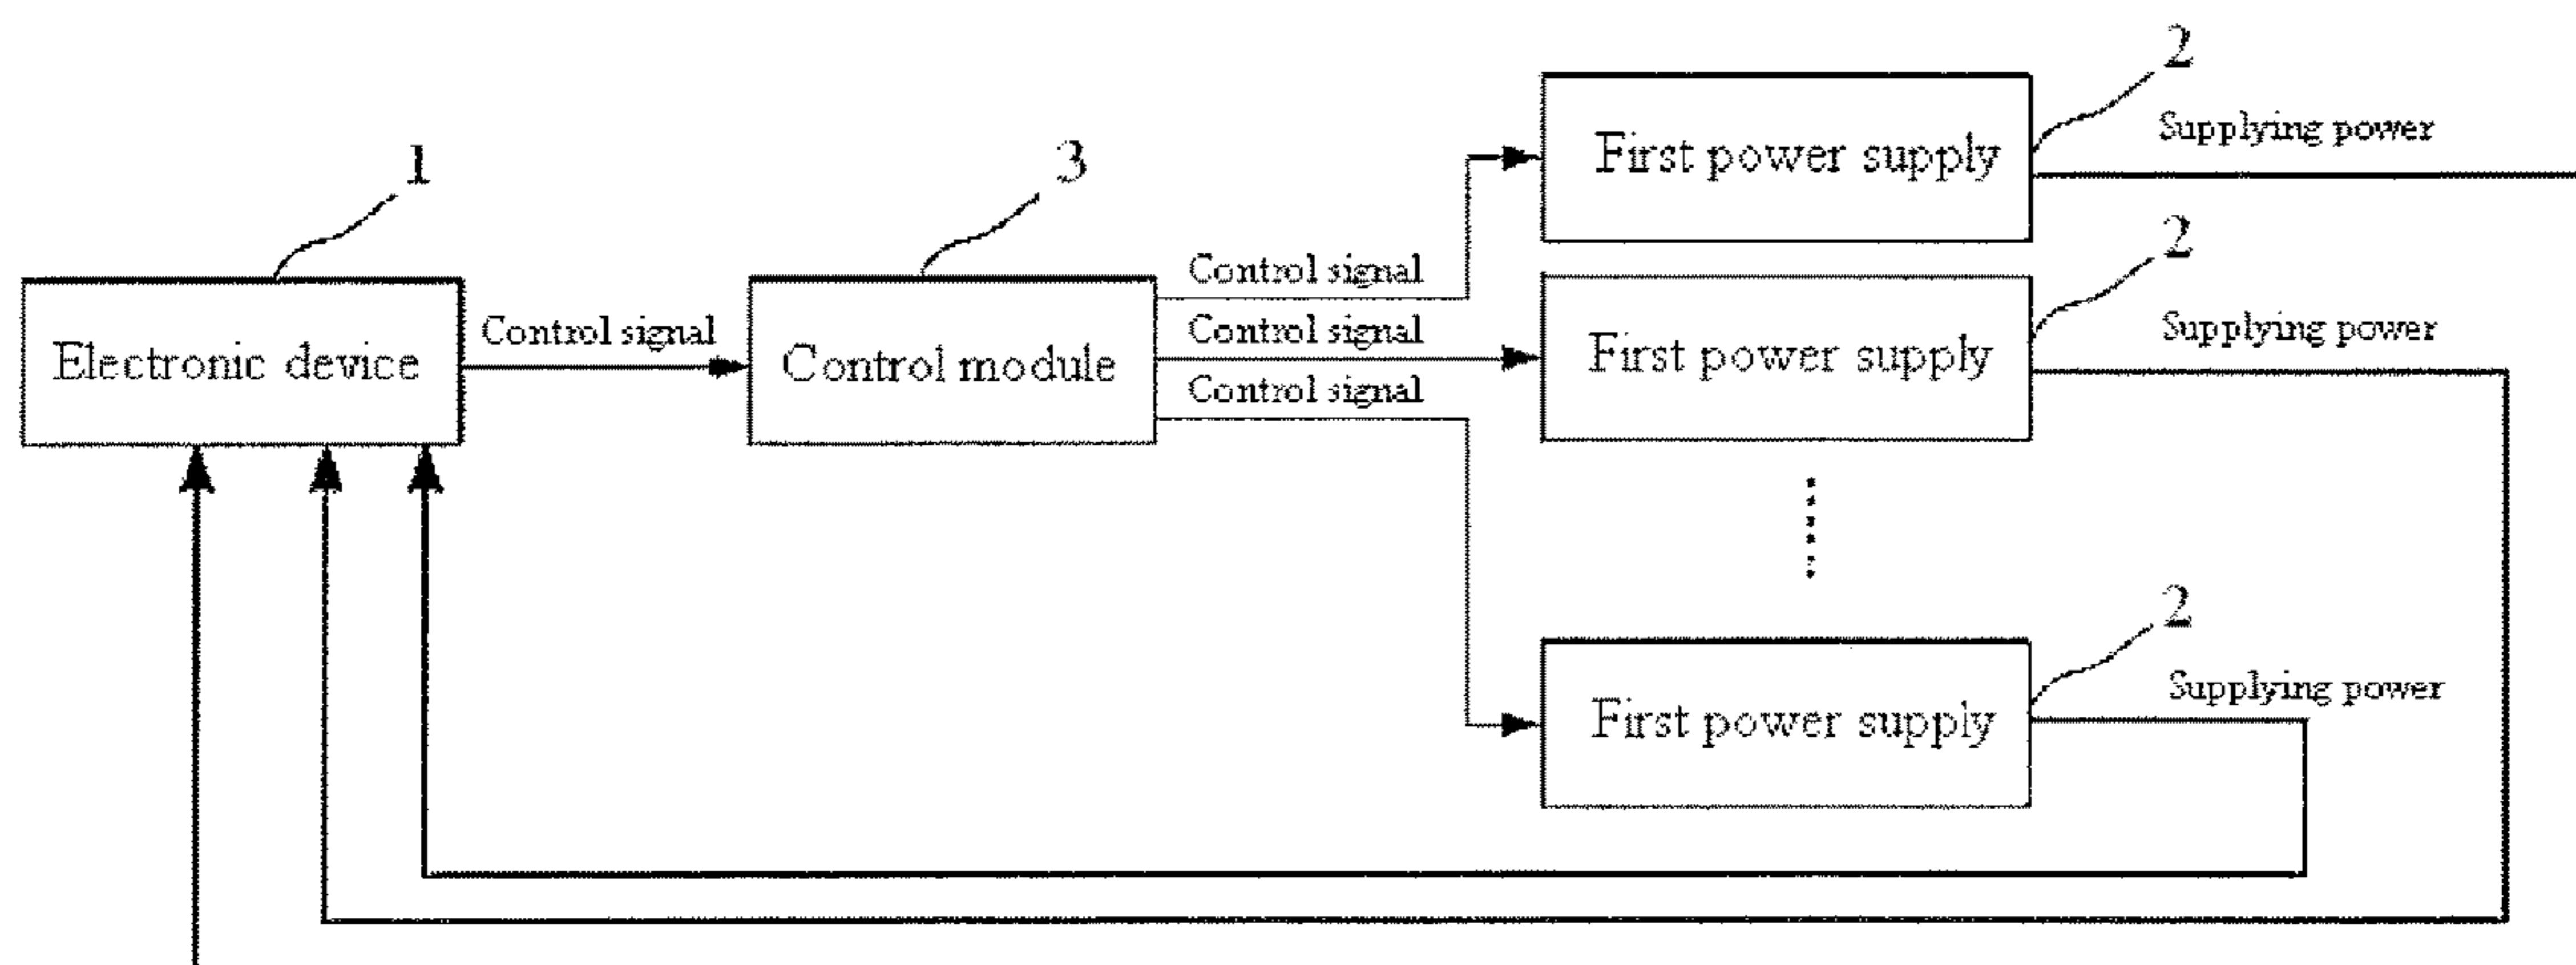 2
Supplying power
First power supply
1
3
2
Control signal
Supplying power
Control signal
Control signal
First power supply
Electronic device
Control module
Control signal
2
Supplying power
First power supply